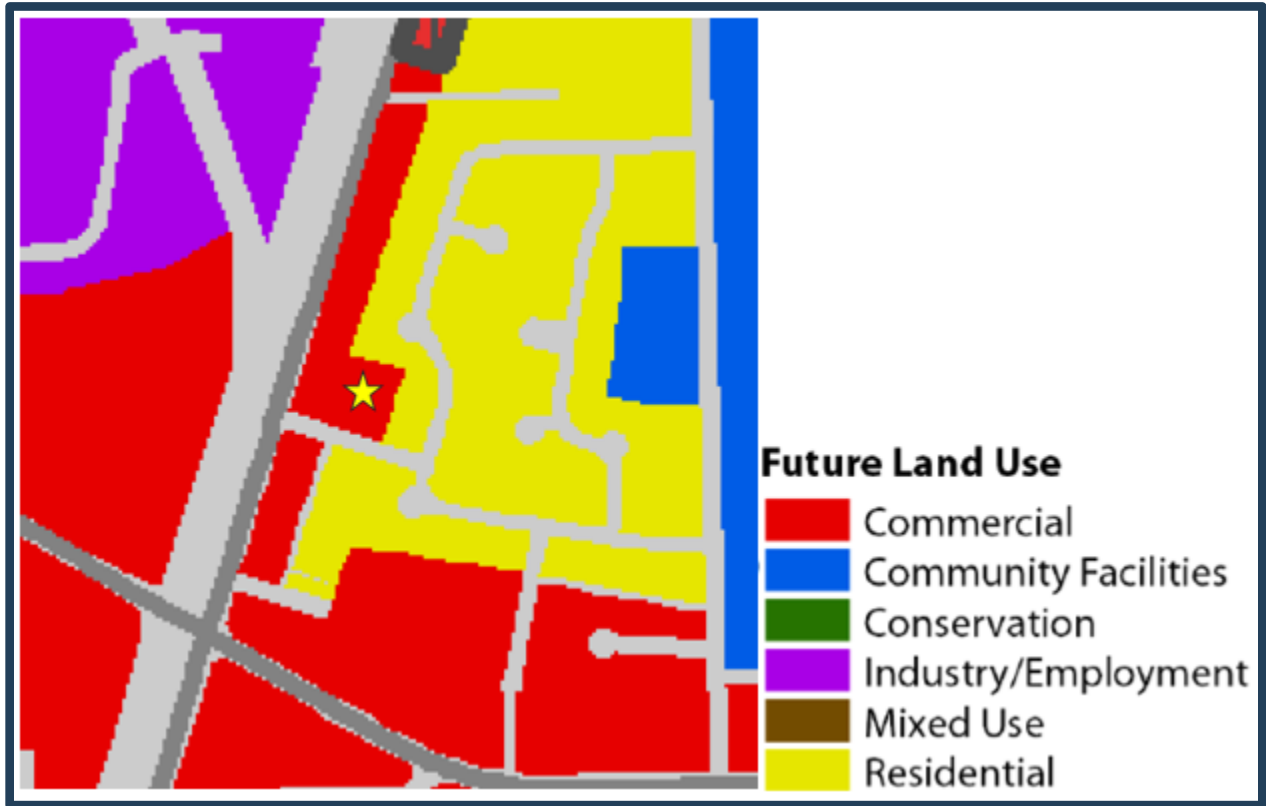 Future Land Use
Commercial
Community Facilities
Conservation
Industry/Employment
Mixed Use
Residential